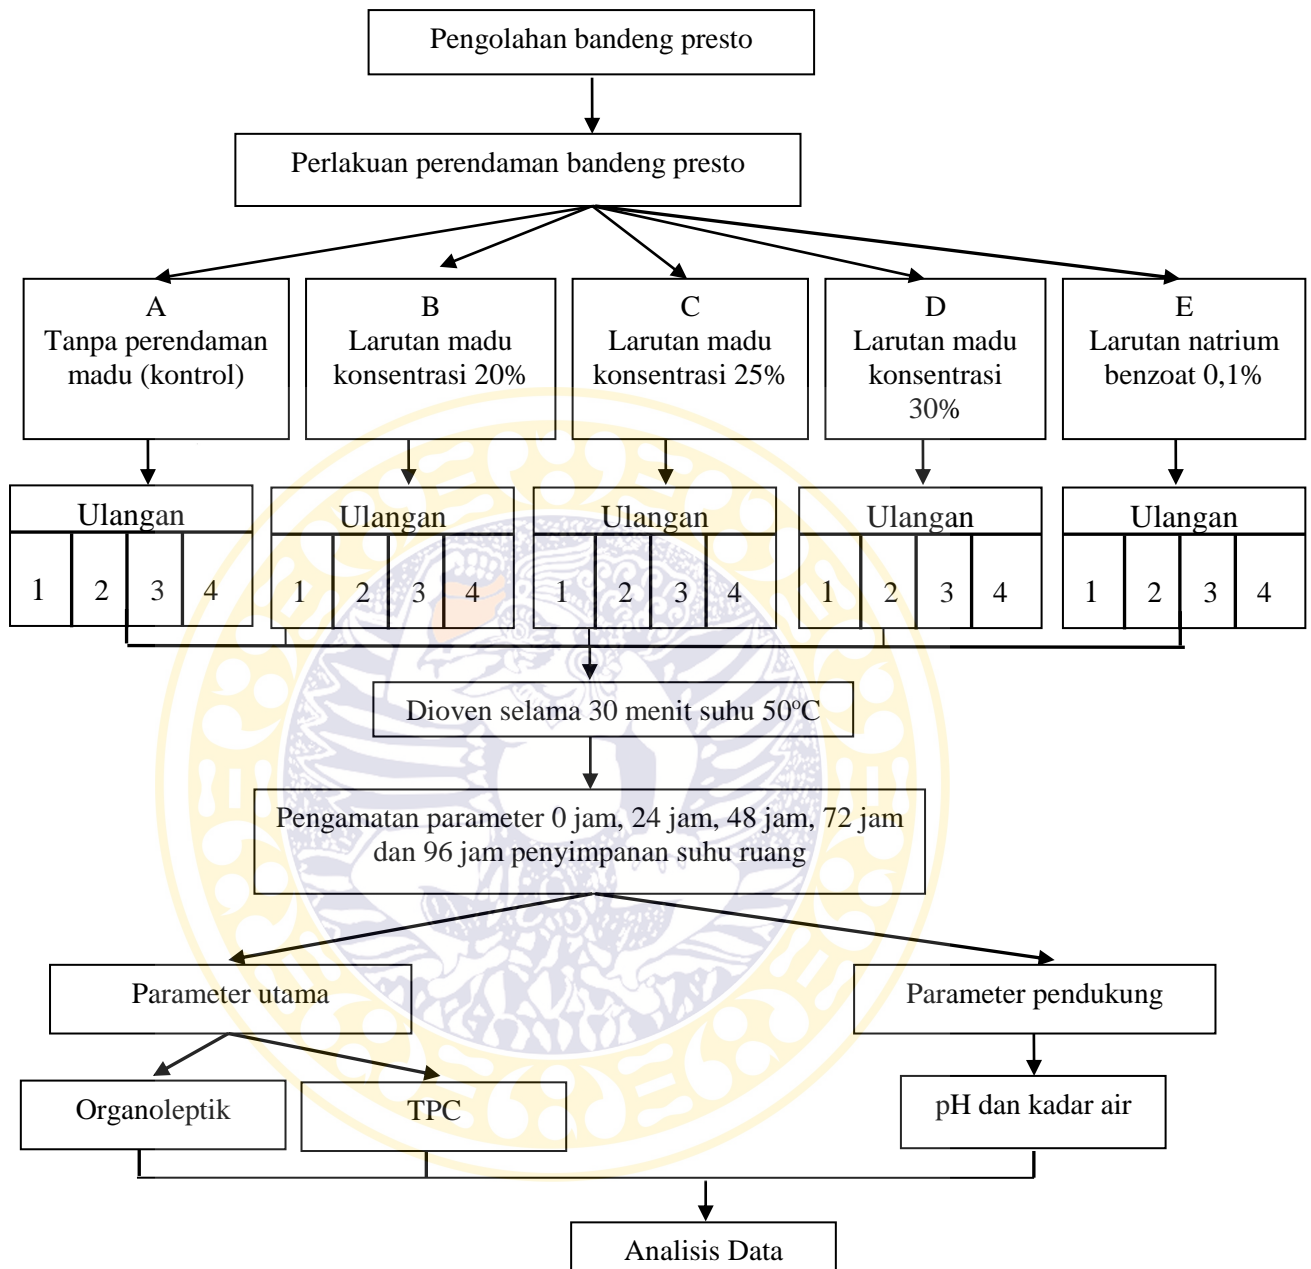 Pengolahan bandeng presto
Perlakuan perendaman bandeng presto
A
Tanpa perendaman
madu (kontrol)
B
Larutan madu
konsentrasi 20%
C
Larutan madu
konsentrasi 25%
D
Larutan madu
konsentrasi
30%
E
Larutan natrium
benzoat 0,1%
Ulangan
1 2 3 4
Ulangan
1 2 3 4
Ulangan
1 2 3 4
Ulangan
1 2 3 4
Ulangan
1 2 3 4
Dioven selama 30 menit suhu 50°C
Pengamatan parameter 0 jam, 24 jam, 48 jam, 72 jam
dan 96 jam penyimpanan suhu ruang
Parameter utama
Parameter pendukung
Organoleptik
TPC
pH dan kadar air
Analisis Data